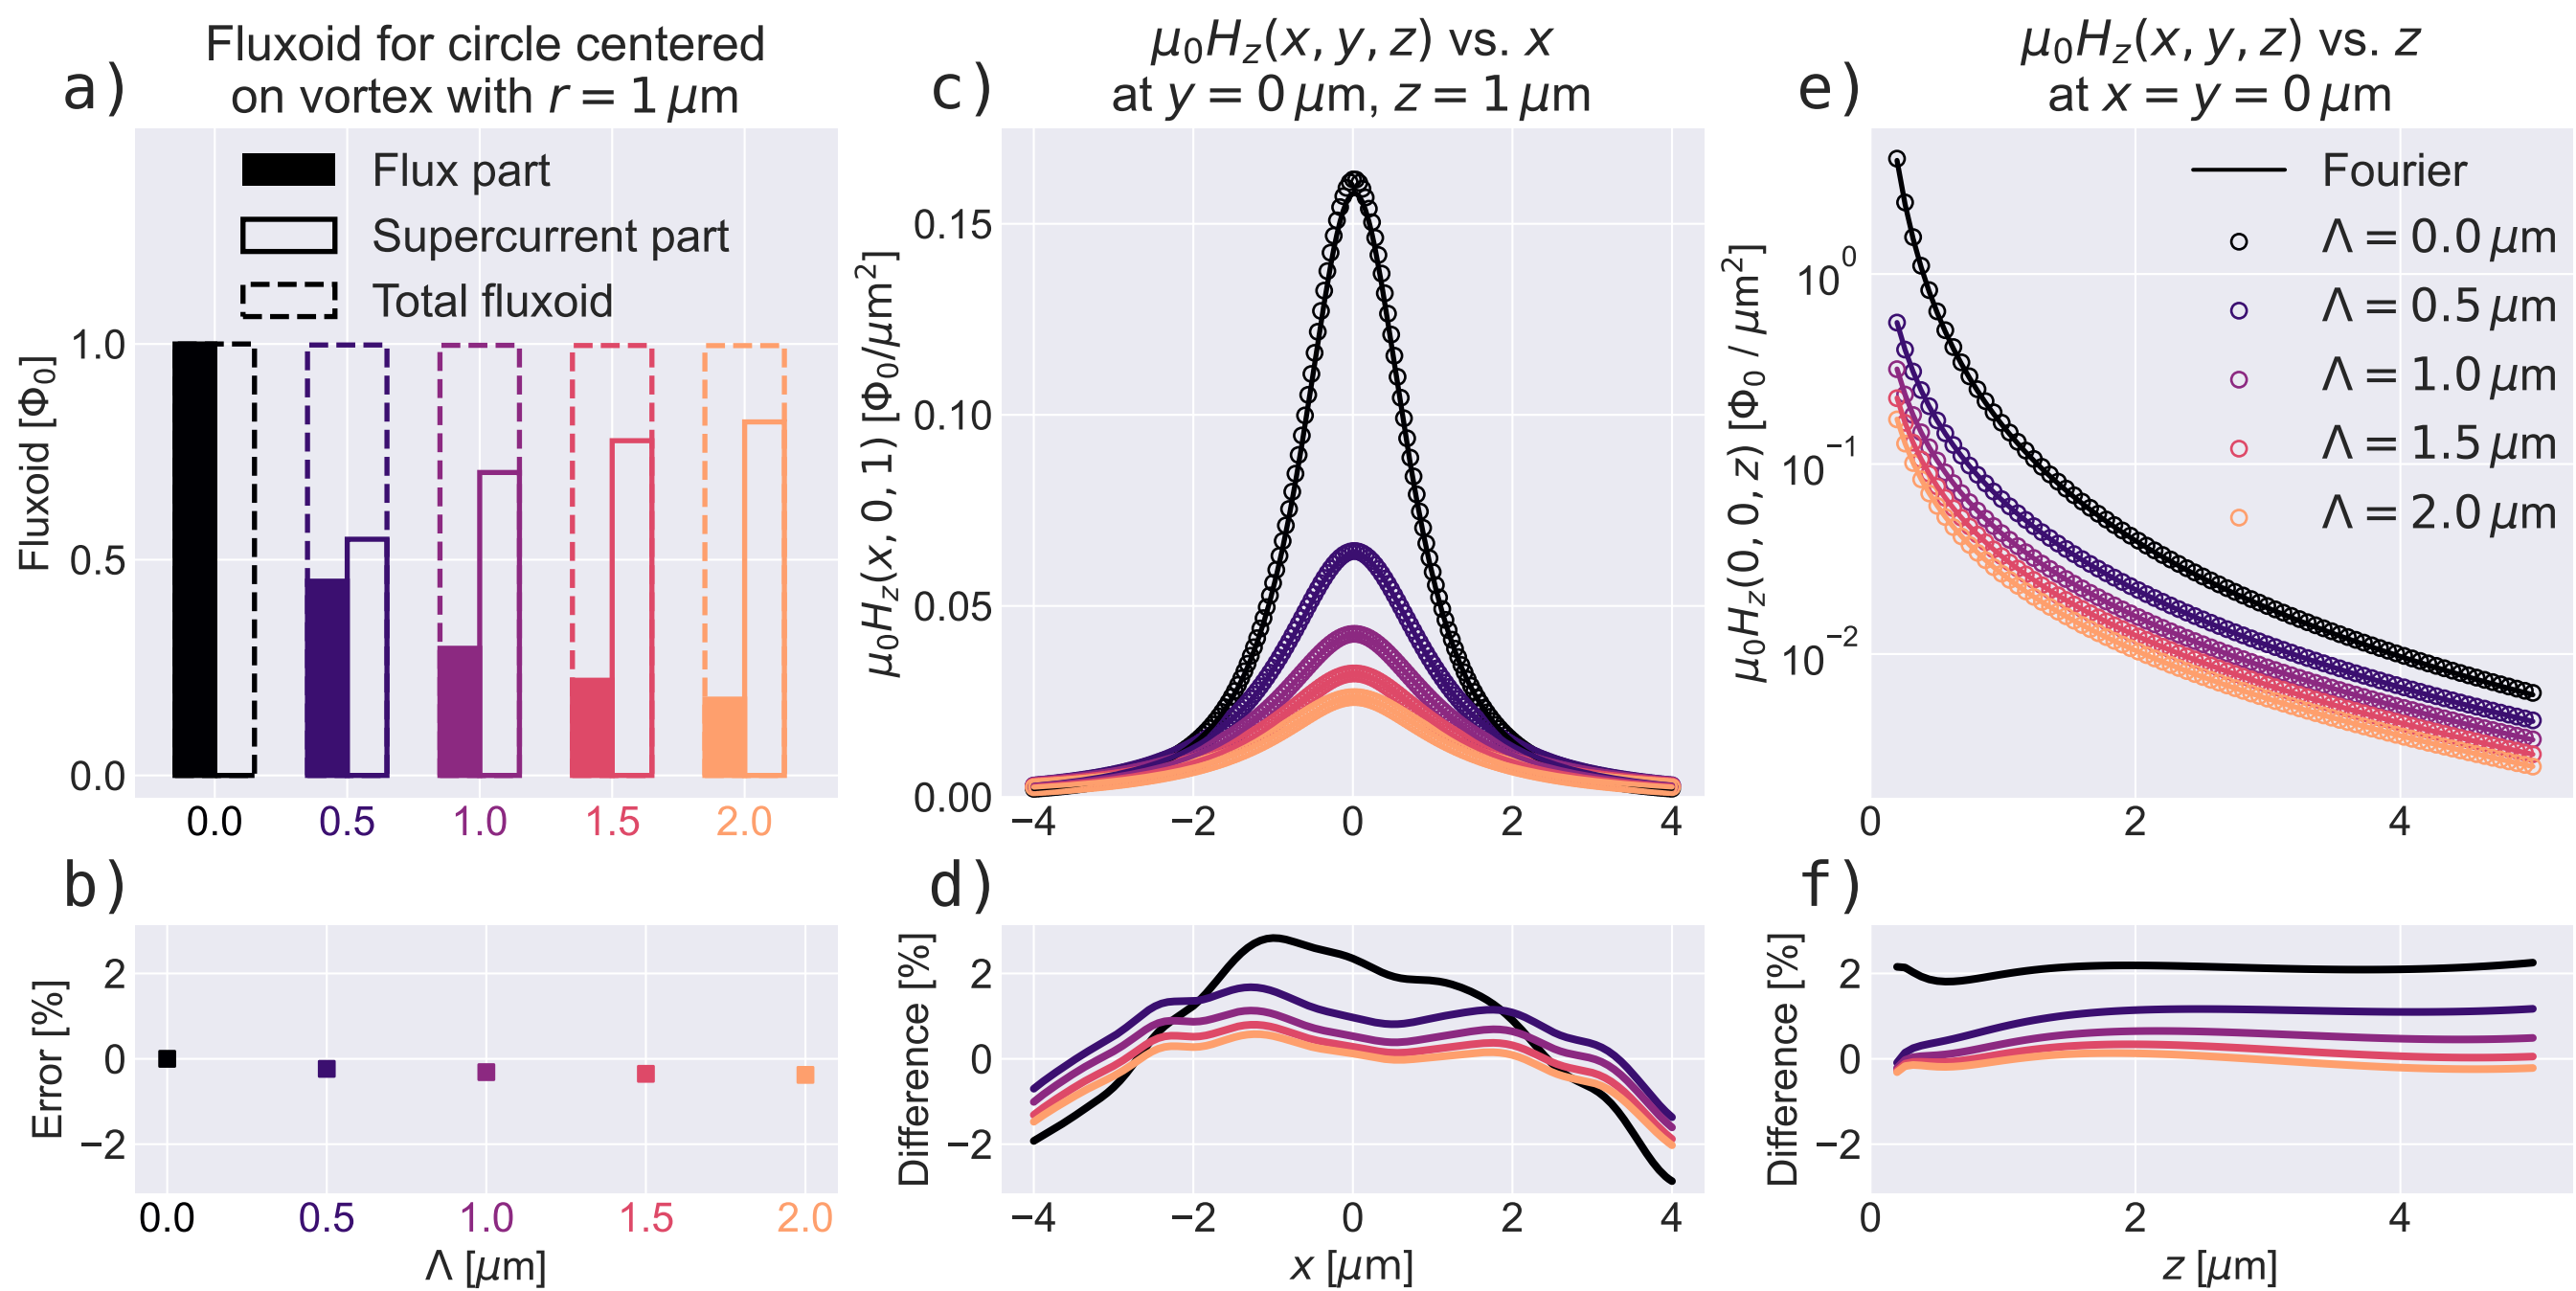 a)
Fluxoid for circle centered
on vortex with r = 1 μm
Flux part
Supercurrent part
Total fluxoid
Fluxoid [Φ₀]
1.0
0.5
0.0
0.0 0.5 1.0 1.5 2.0
b)
Error [%]
2
0
−2
0.0 0.5 1.0 1.5 2.0
Λ [μm]
c)
μ₀H_z(x, y, z) vs. x
at y = 0 μm, z = 1 μm
μ₀H_z(x, 0, 1) [Φ₀/μm²]
0.15
0.10
0.05
0.00
−4 −2 0 2 4
d)
Difference [%]
2
0
−2
−4 −2 0 2 4
x [μm]
e)
μ₀H_z(x, y, z) vs. z
at x = y = 0 μm
μ₀H_z(0, 0, z) [Φ₀ / μm²]
10⁰
10⁻¹
10⁻²
Fourier
Λ = 0.0 μm
Λ = 0.5 μm
Λ = 1.0 μm
Λ = 1.5 μm
Λ = 2.0 μm
0 2 4
f)
Difference [%]
2
0
−2
0 2 4
z [μm]